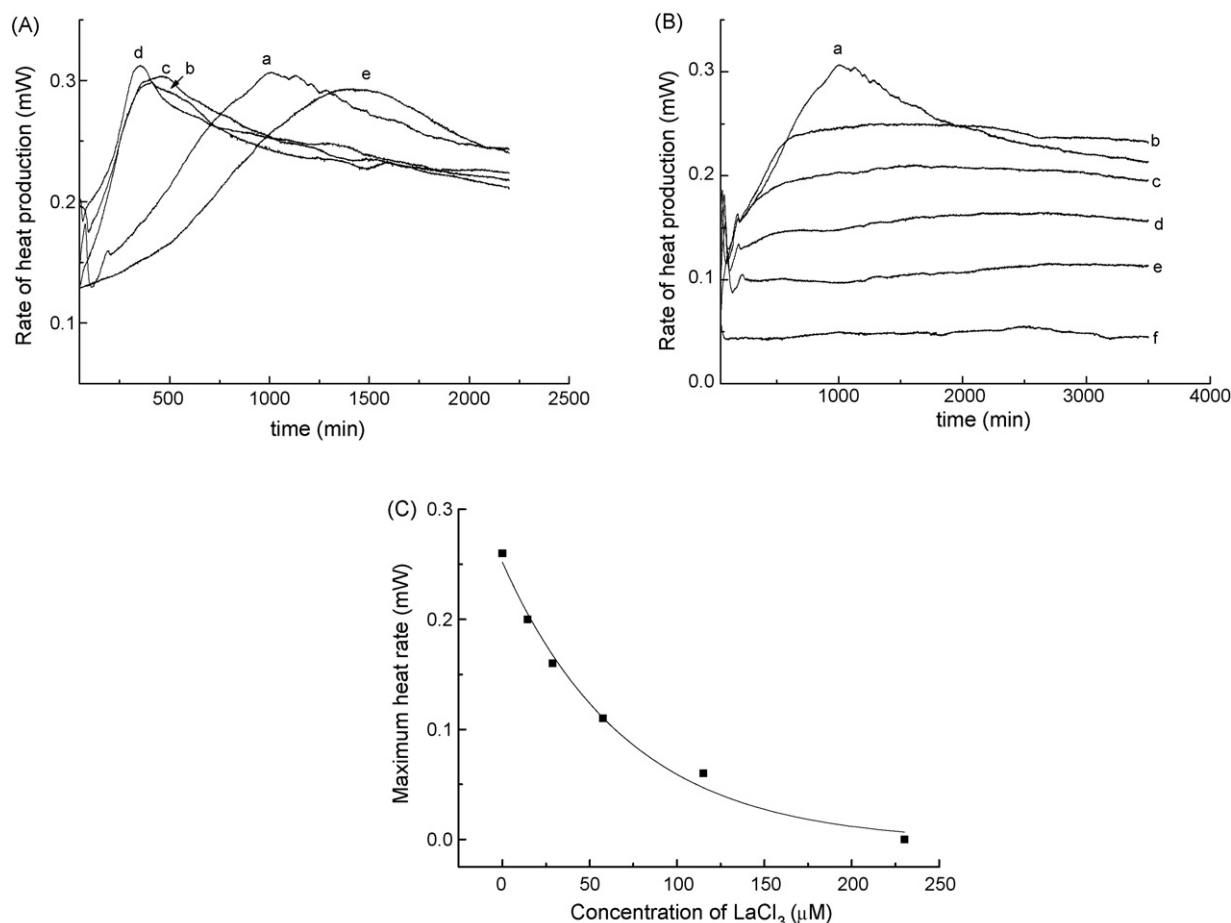 (A)
Rate of heat production (mW)
0.3
0.2
0.1
d
c
b
a
e
500
1000
1500
2000
2500
time (min)
(B)
Rate of heat production (mW)
0.3
0.2
0.1
0.0
a
b
c
d
e
f
1000
2000
3000
4000
time (min)
(C)
Maximum heat rate (mW)
0.3
0.2
0.1
0.0
0
50
100
150
200
250
Concentration of LaCl₃ (μM)